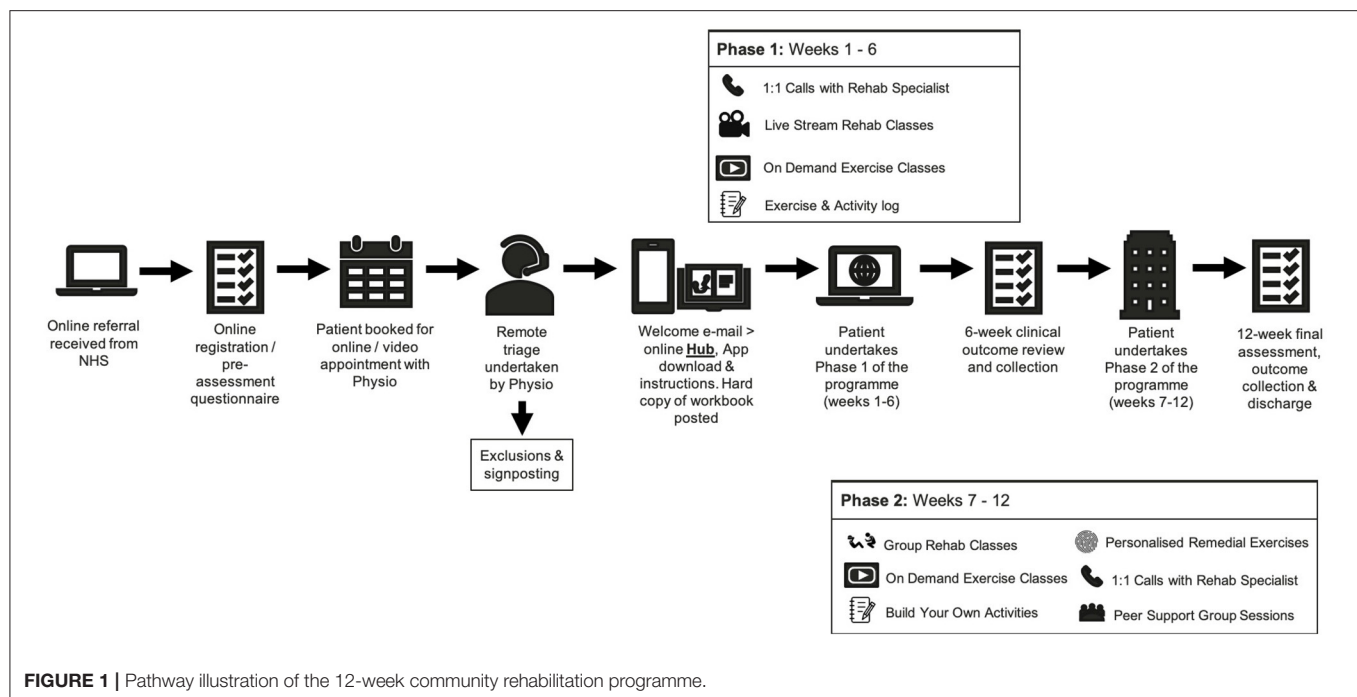 Phase 1: Weeks 1 - 6
1:1 Calls with Rehab Specialist
Live Stream Rehab Classes
On Demand Exercise Classes
Exercise & Activity log
Online referral
received from
NHS
Online
registration /
pre-
assessment
questionnaire
Patient booked for
online / video
appointment with
Physio
Remote
triage
undertaken
by Physio
Exclusions &
signposting
Welcome e-mail >
online Hub, App
download &
instructions. Hard
copy of workbook
posted
Patient
undertakes
Phase 1 of the
programme
(weeks 1-6)
6-week clinical
outcome review
and collection
Patient
undertakes
Phase 2 of the
programme
(weeks 7-12)
12-week final
assessment,
outcome
collection &
discharge
Phase 2: Weeks 7 - 12
Group Rehab Classes
Personalised Remedial Exercises
On Demand Exercise Classes
1:1 Calls with Rehab Specialist
Build Your Own Activities
Peer Support Group Sessions
FIGURE 1 | Pathway illustration of the 12-week community rehabilitation programme.